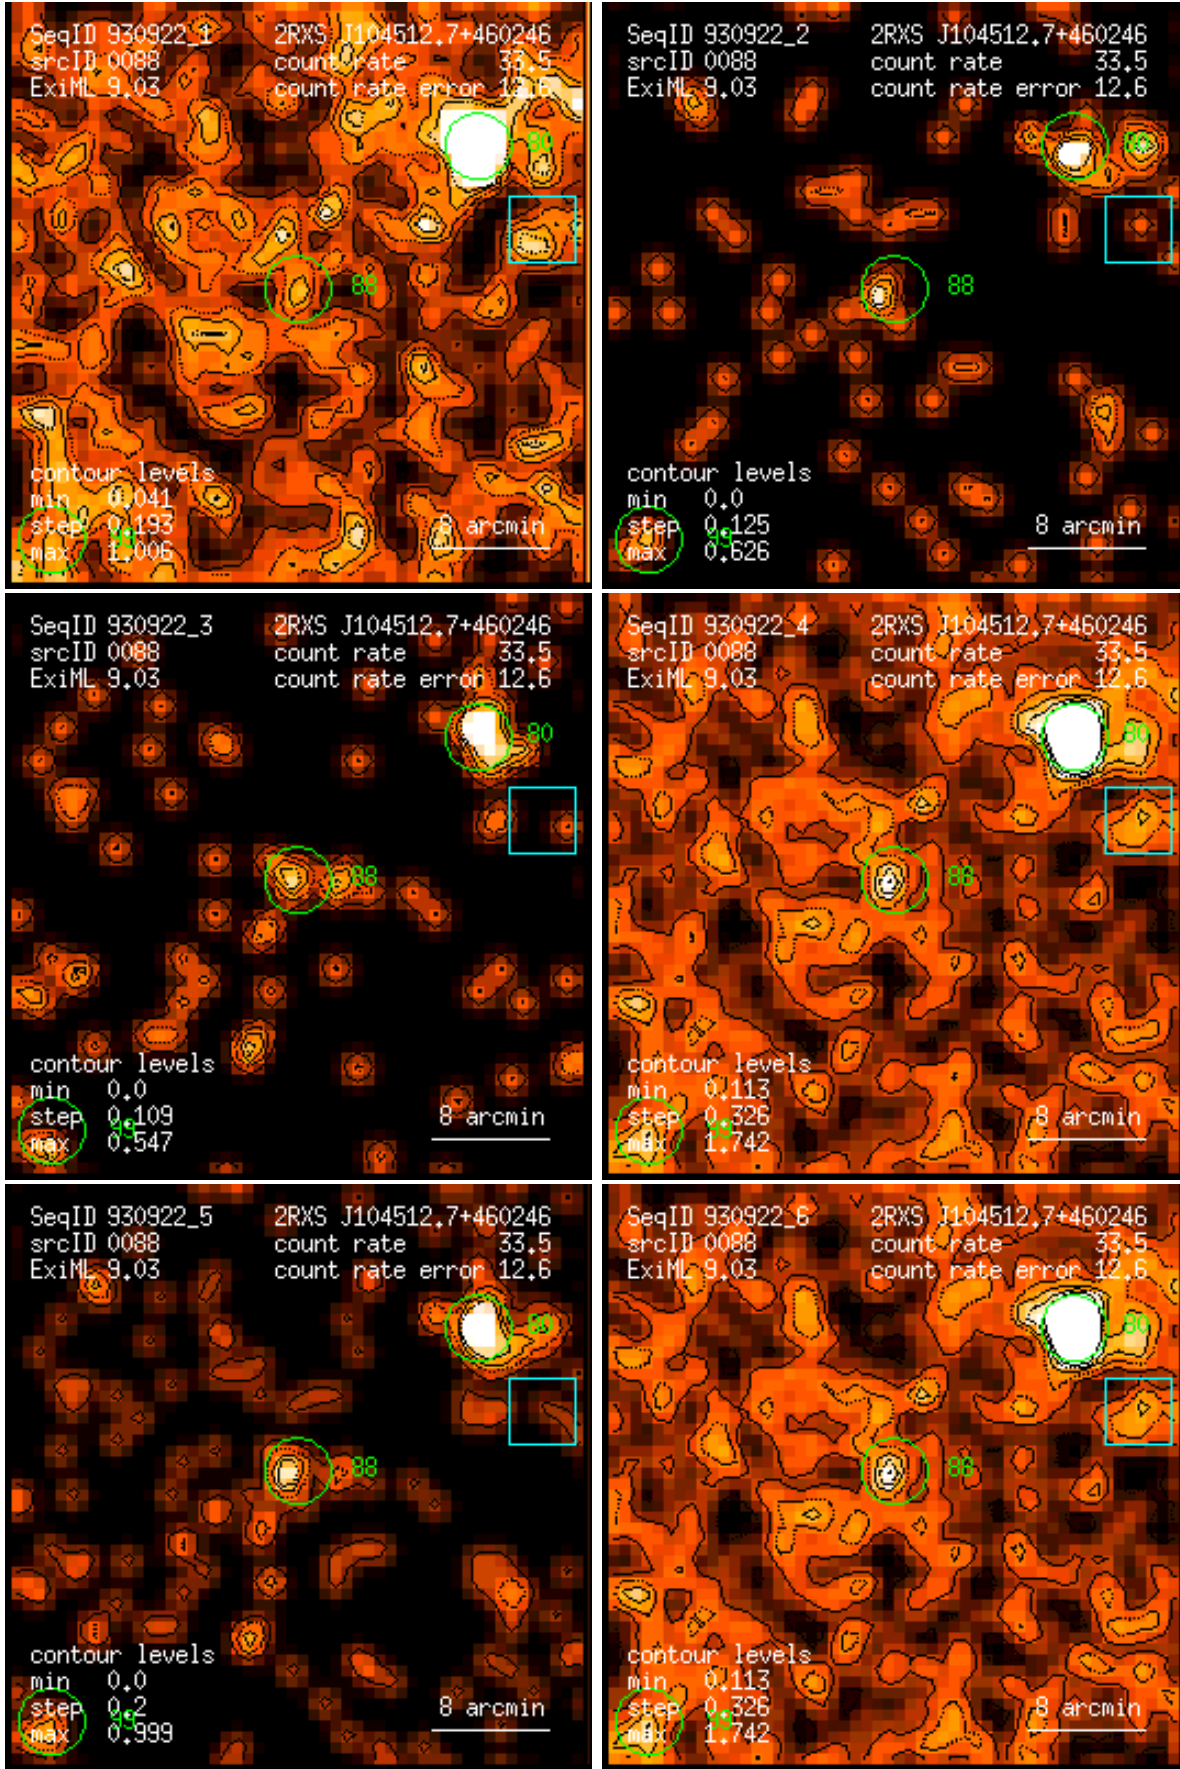 SeqID 930922_1 2RXS J104512.7+460246
srcID 0088 count rate 33.5
ExiML 9.03 count rate error 12.6
80
88
contour levels
min 0.041
step 0.193 99 8 arcmin
max 1.006
SeqID 930922_2 2RXS J104512.7+460246
srcID 0088 count rate 33.5
ExiML 9.03 count rate error 12.6
80
88
contour levels
min 0.0
step 0.125 99 8 arcmin
max 0.626
SeqID 930922_3 2RXS J104512.7+460246
srcID 0088 count rate 33.5
ExiML 9.03 count rate error 12.6
80
88
contour levels
min 0.0
step 0.109 99 8 arcmin
max 0.547
SeqID 930922_4 2RXS J104512.7+460246
srcID 0088 count rate 33.5
ExiML 9.03 count rate error 12.6
80
88
contour levels
min 0.113
step 0.326 99 8 arcmin
max 1.742
SeqID 930922_5 2RXS J104512.7+460246
srcID 0088 count rate 33.5
ExiML 9.03 count rate error 12.6
80
88
contour levels
min 0.0
step 0.2 99 8 arcmin
max 0.999
SeqID 930922_6 2RXS J104512.7+460246
srcID 0088 count rate 33.5
ExiML 9.03 count rate error 12.6
80
88
contour levels
min 0.113
step 0.326 99 8 arcmin
max 1.742